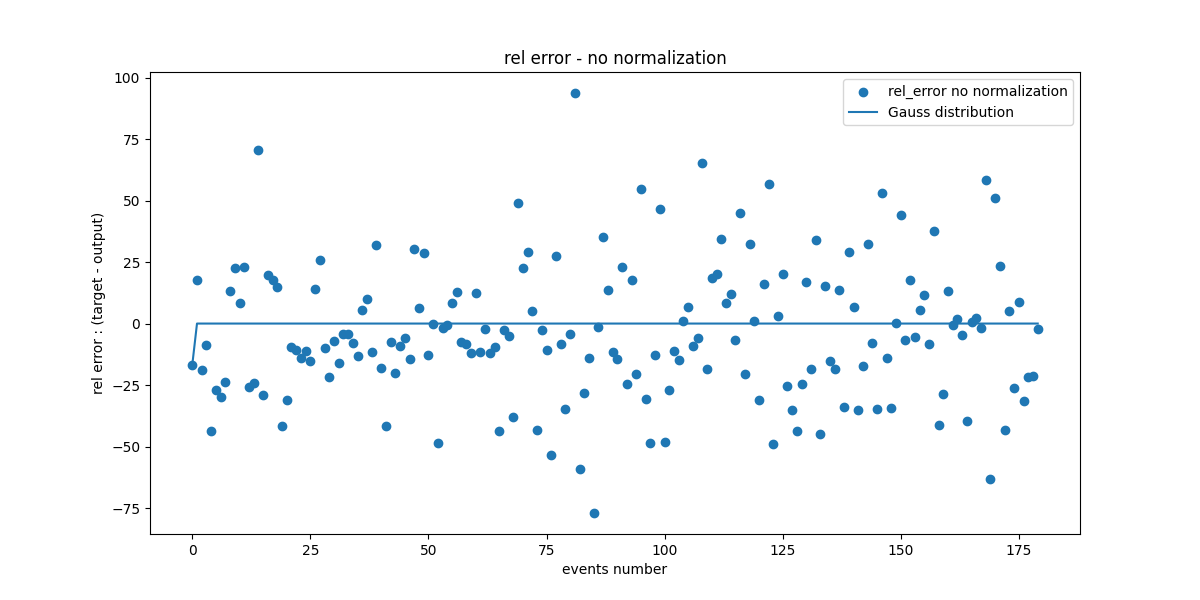 rel error - no normalization
rel_error no normalization
Gauss distribution
rel error : (target - output)
100
75
50
25
0
−25
−50
−75
0 25 50 75 100 125 150 175
events number